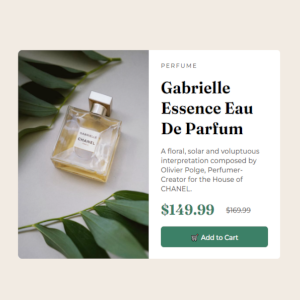 GABRIELLE
CHANEL
PERFUME
Gabrielle
Essence Eau
De Parfum
A floral, solar and voluptuous
interpretation composed by
Olivier Polge, Perfumer-
Creator for the House of
CHANEL.
$149.99 $169.99
Add to Cart